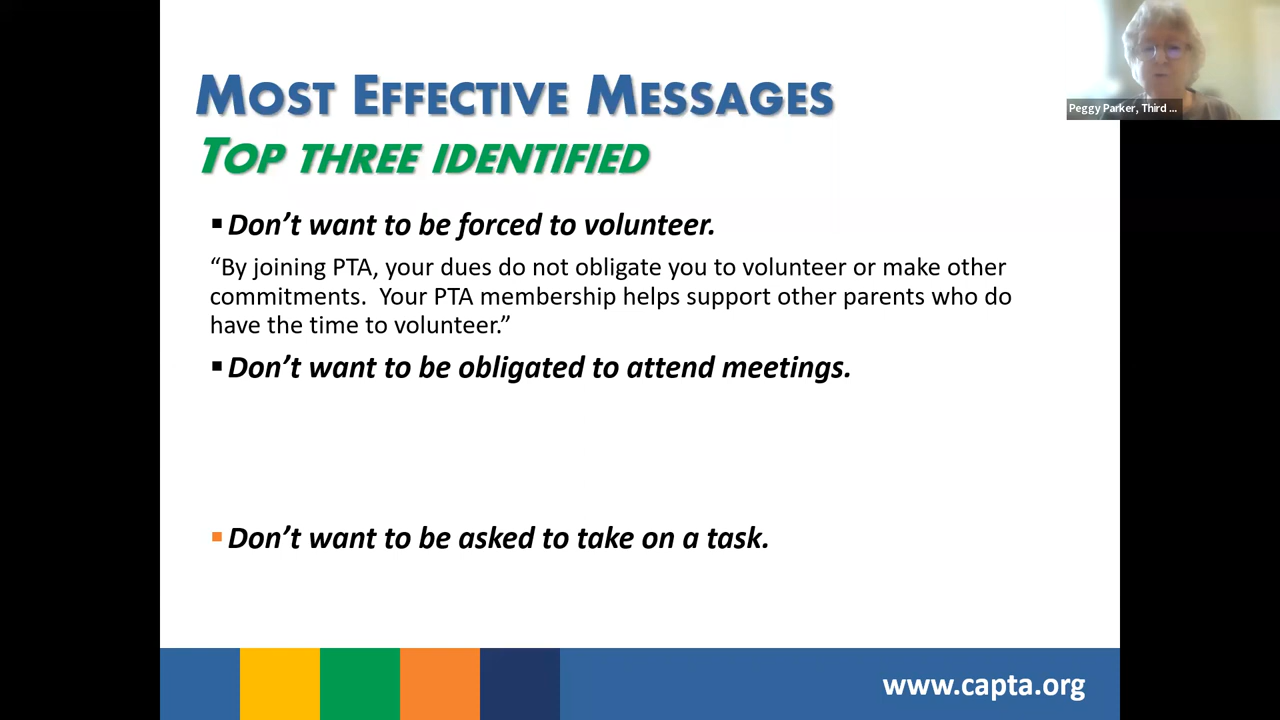 Peggy Parker, Third ...
MOST EFFECTIVE MESSAGES
TOP THREE IDENTIFIED
▪ Don’t want to be forced to volunteer.
“By joining PTA, your dues do not obligate you to volunteer or make other
commitments.  Your PTA membership helps support other parents who do
have the time to volunteer.”
▪ Don’t want to be obligated to attend meetings.
▪ Don’t want to be asked to take on a task.
www.capta.org